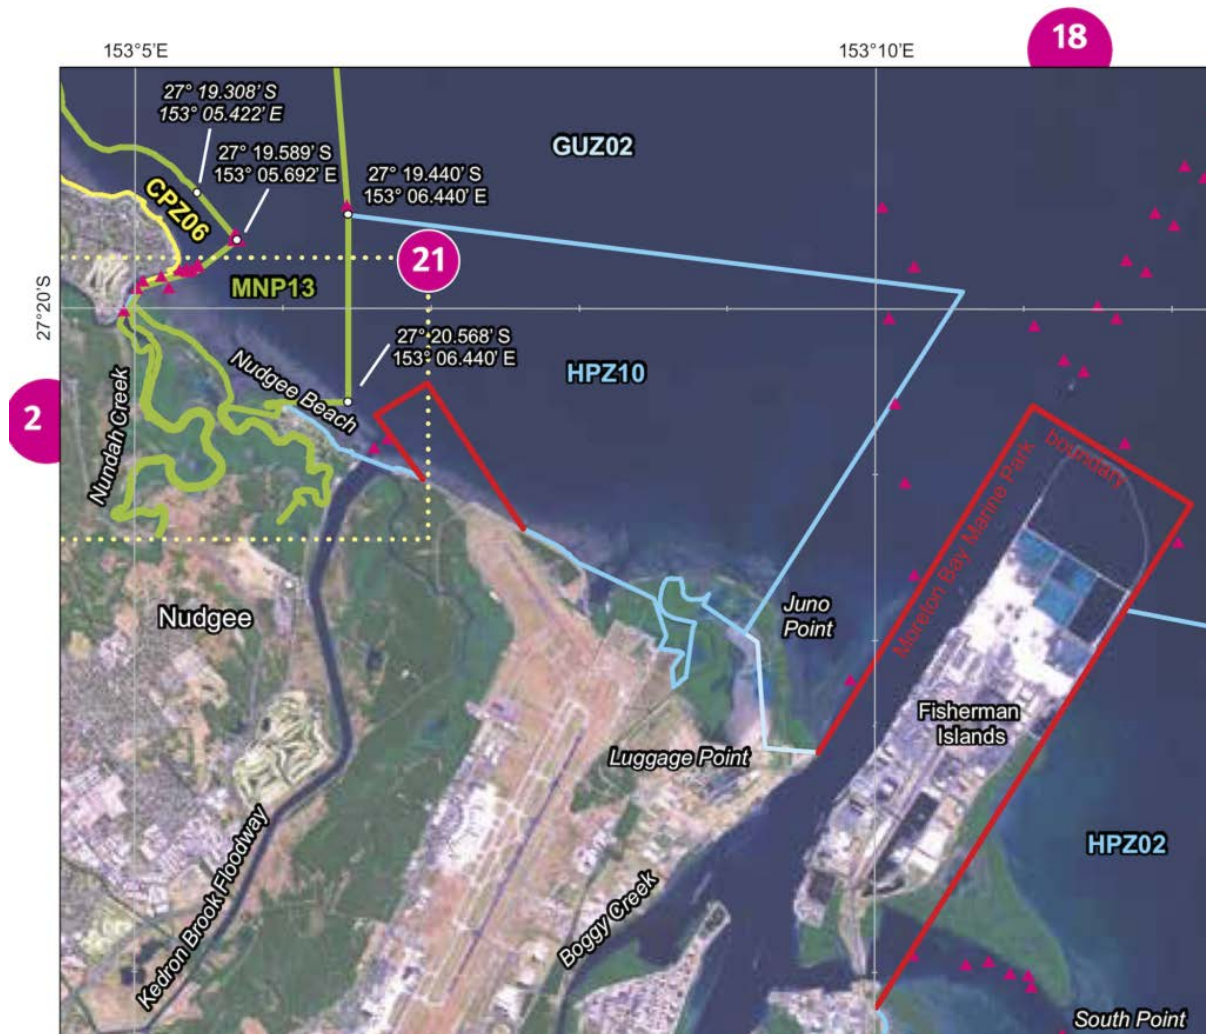 153°5'E
153°10'E
18
27° 19.308' S
153° 05.422' E
27° 19.589' S
153° 05.692' E
GUZ02
27° 19.440' S
153° 06.440' E
CPZ06
21
MNP13
27°20'S
27° 20.568' S
153° 06.440' E
HPZ10
Nudgee Beach
2
Nundah Creek
boundary
Moreton Bay Marine Park
Juno
Point
Nudgee
Fisherman
Islands
Luggage Point
HPZ02
Kedron Brook Floodway
Boggy Creek
South Point